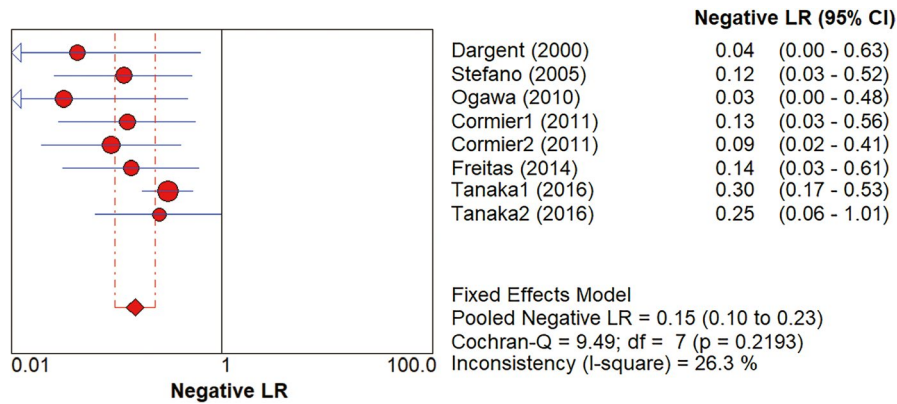 Negative LR (95% CI)
Dargent (2000) 0.04 (0.00 - 0.63)
Stefano (2005) 0.12 (0.03 - 0.52)
Ogawa (2010) 0.03 (0.00 - 0.48)
Cormier1 (2011) 0.13 (0.03 - 0.56)
Cormier2 (2011) 0.09 (0.02 - 0.41)
Freitas (2014) 0.14 (0.03 - 0.61)
Tanaka1 (2016) 0.30 (0.17 - 0.53)
Tanaka2 (2016) 0.25 (0.06 - 1.01)
Fixed Effects Model
Pooled Negative LR = 0.15 (0.10 to 0.23)
Cochran-Q = 9.49; df = 7 (p = 0.2193)
Inconsistency (I-square) = 26.3 %
0.01 1 100.0
Negative LR